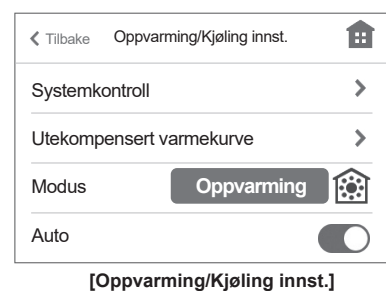 Tilbake Oppvarming/Kjøling innst.
Systemkontroll
Utekompensert varmekurve
Modus Oppvarming
Auto
[Oppvarming/Kjøling innst.]